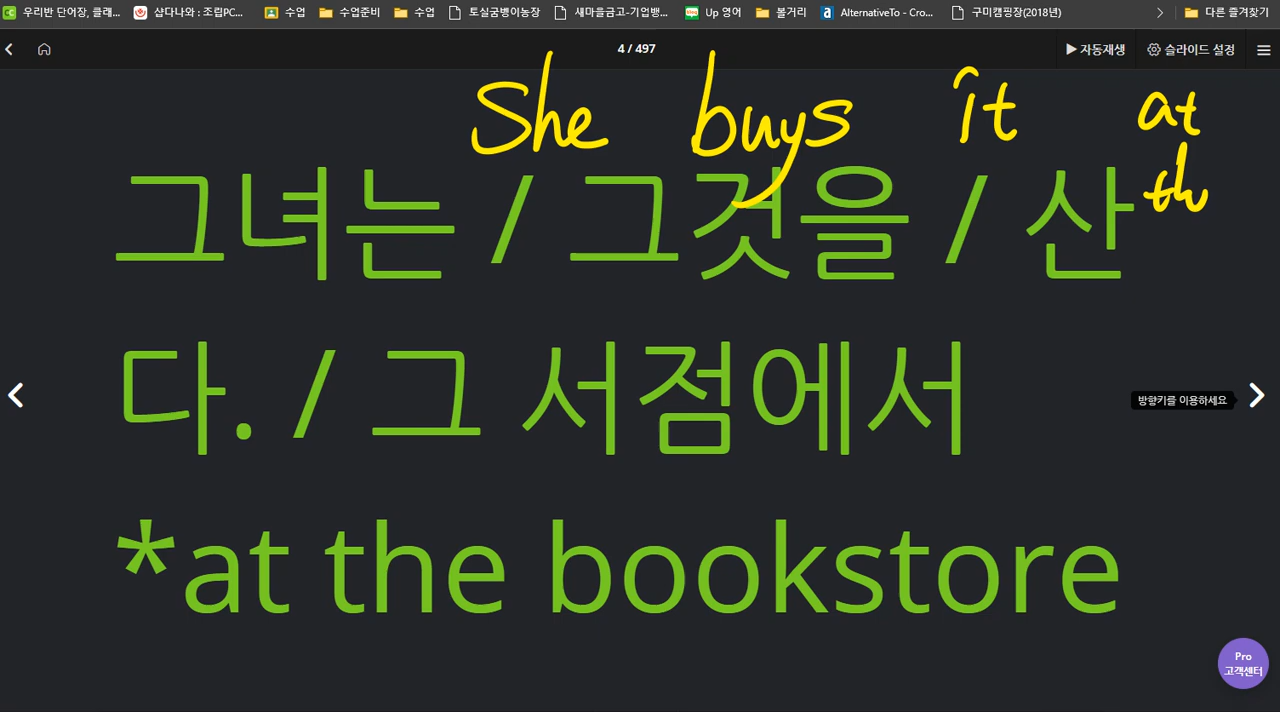 우리반 단어장, 클래... 샵다나와 : 조립PC... 수업 수업준비 수업 토실굼벵이농장 새마을금고-기업뱅... Up 영어 볼거리 AlternativeTo - Cro... 구미캠핑장(2018년) 다른 즐겨찾기
4 / 497 자동재생 슬라이드 설정
She buys it at
th
그녀는 / 그것을 / 산
다. / 그 서점에서
방향키를 이용하세요
*at the bookstore
Pro
고객센터